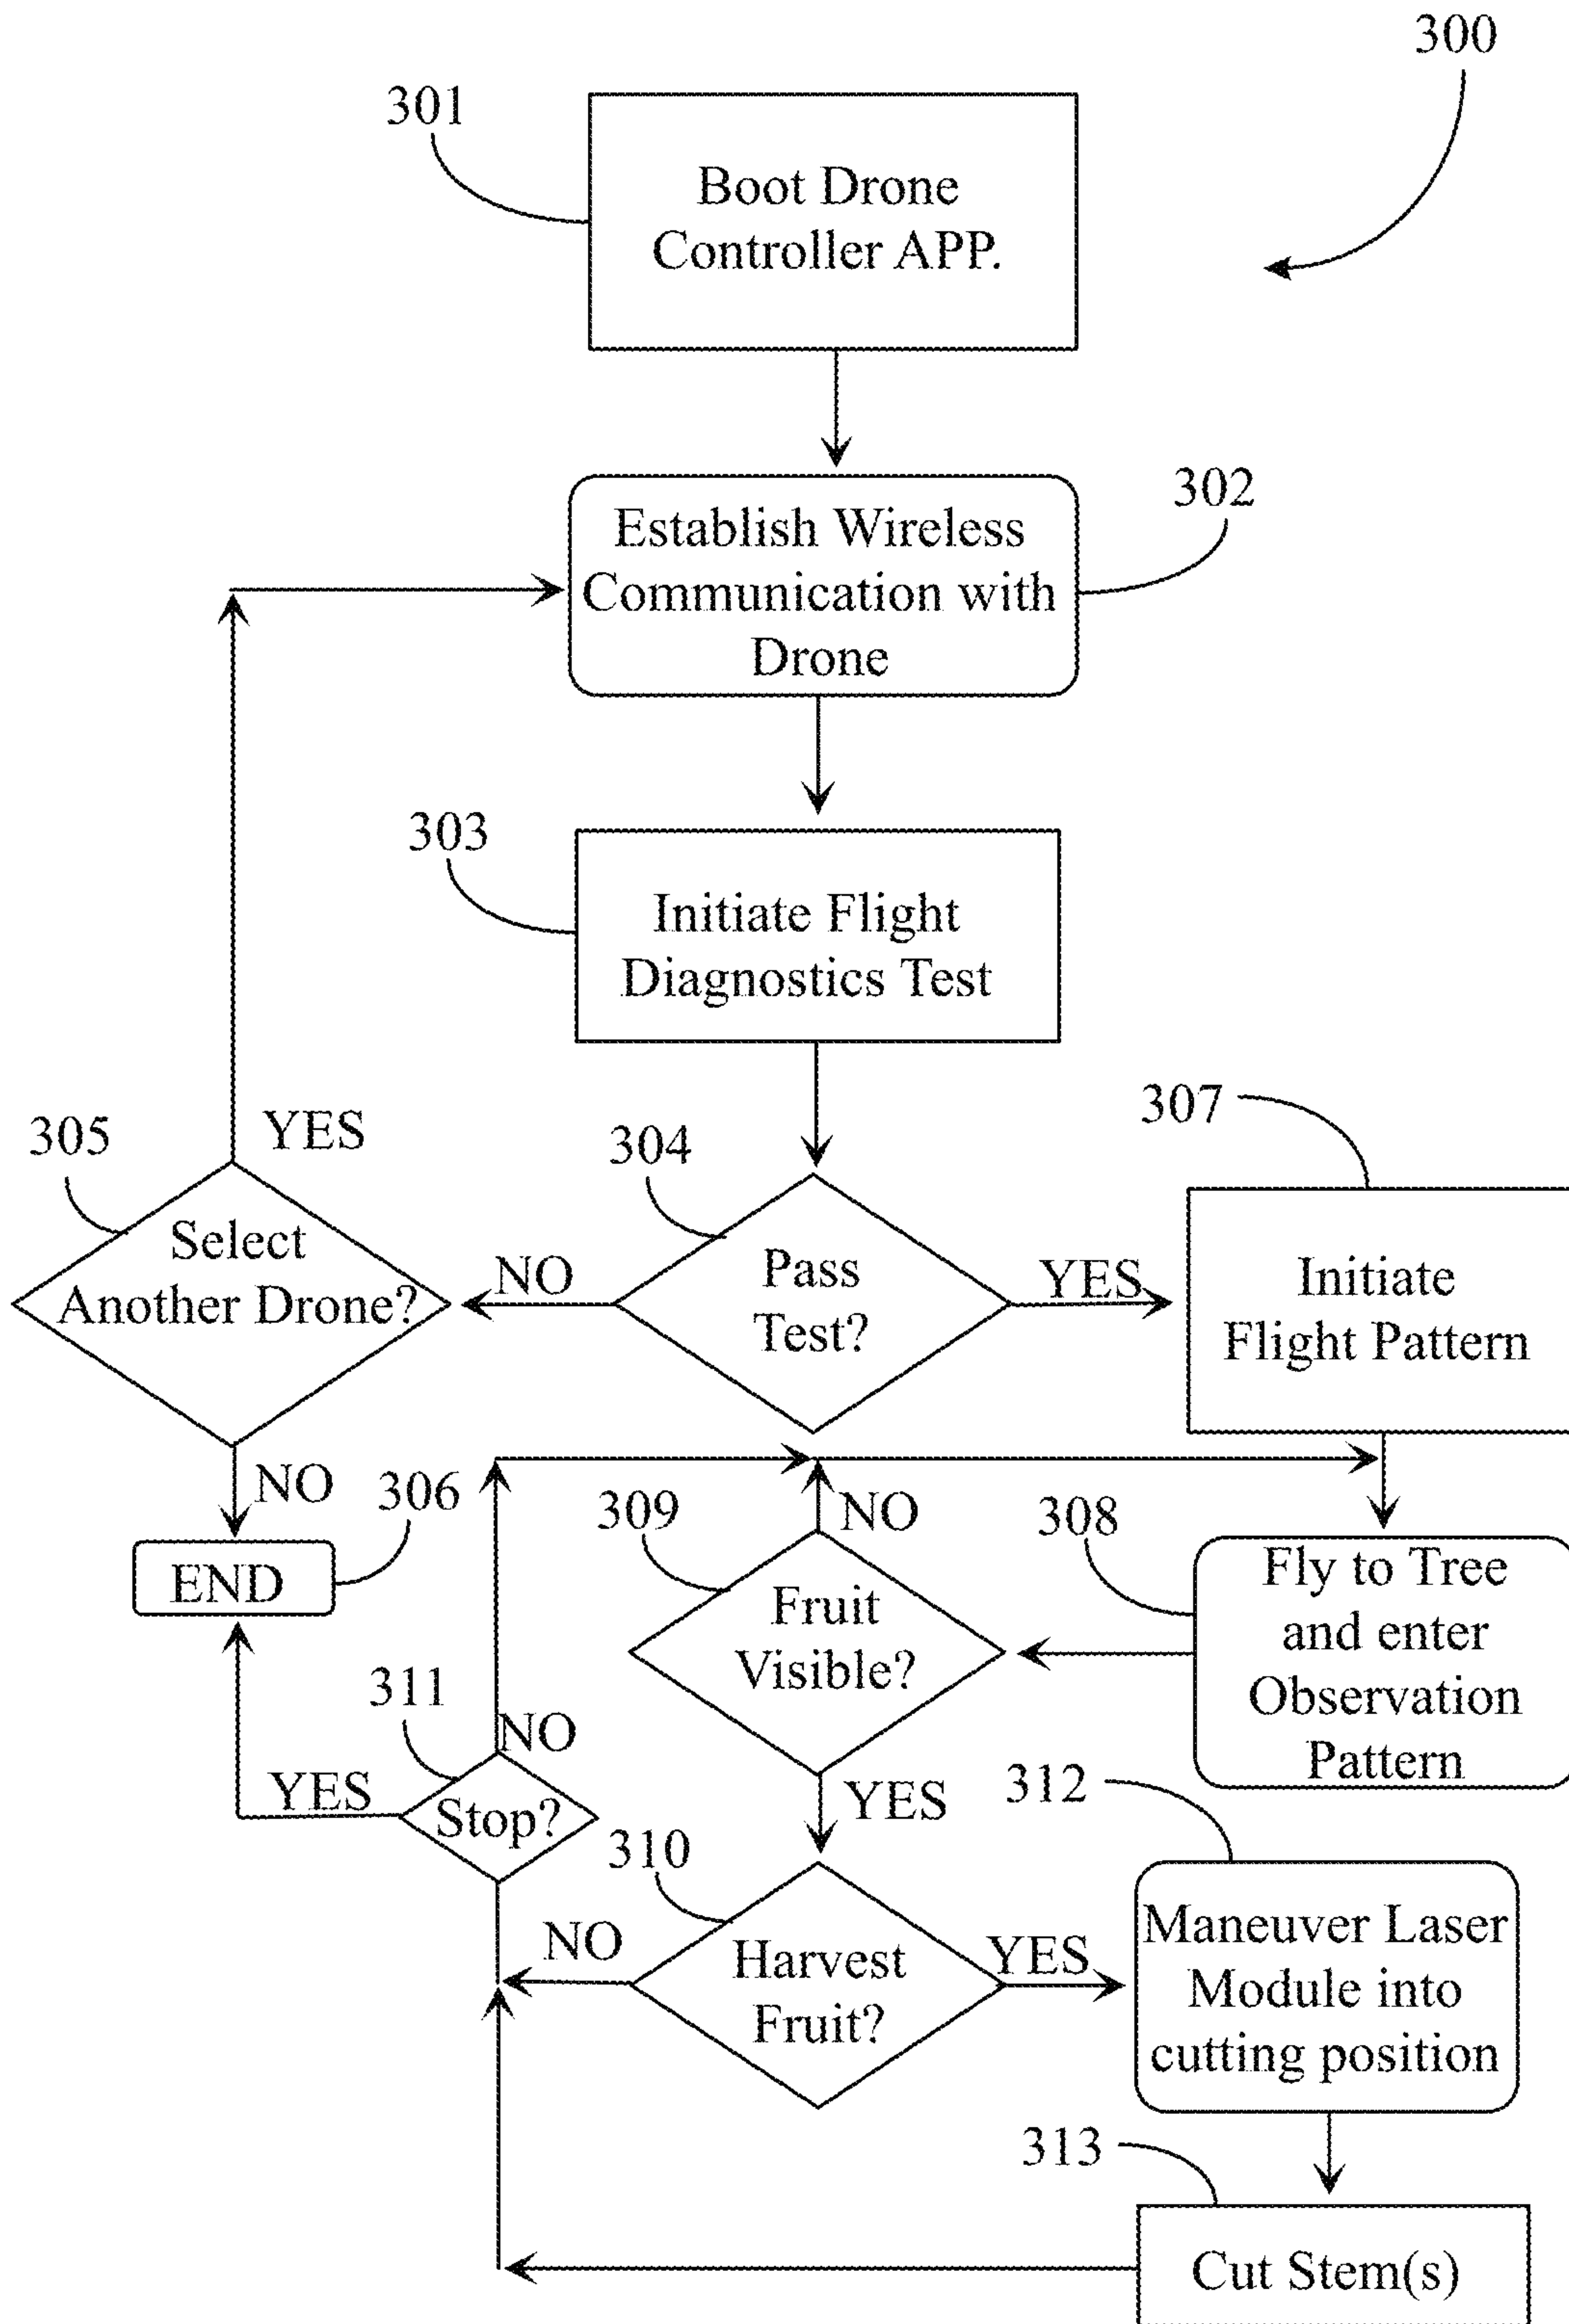 300
301
Boot Drone
Controller APP.
302
Establish Wireless
Communication with
Drone
303
Initiate Flight
Diagnostics Test
307
305
YES
304
Select
Another Drone?
NO
Pass
Test?
YES
Initiate
Flight Pattern
NO
306
END
309
NO
308
Fruit
Visible?
Fly to Tree
and enter
Observation
Pattern
311
NO
YES
Stop?
YES
312
310
NO
Harvest
Fruit?
YES
Maneuver Laser
Module into
cutting position
313
Cut Stem(s)